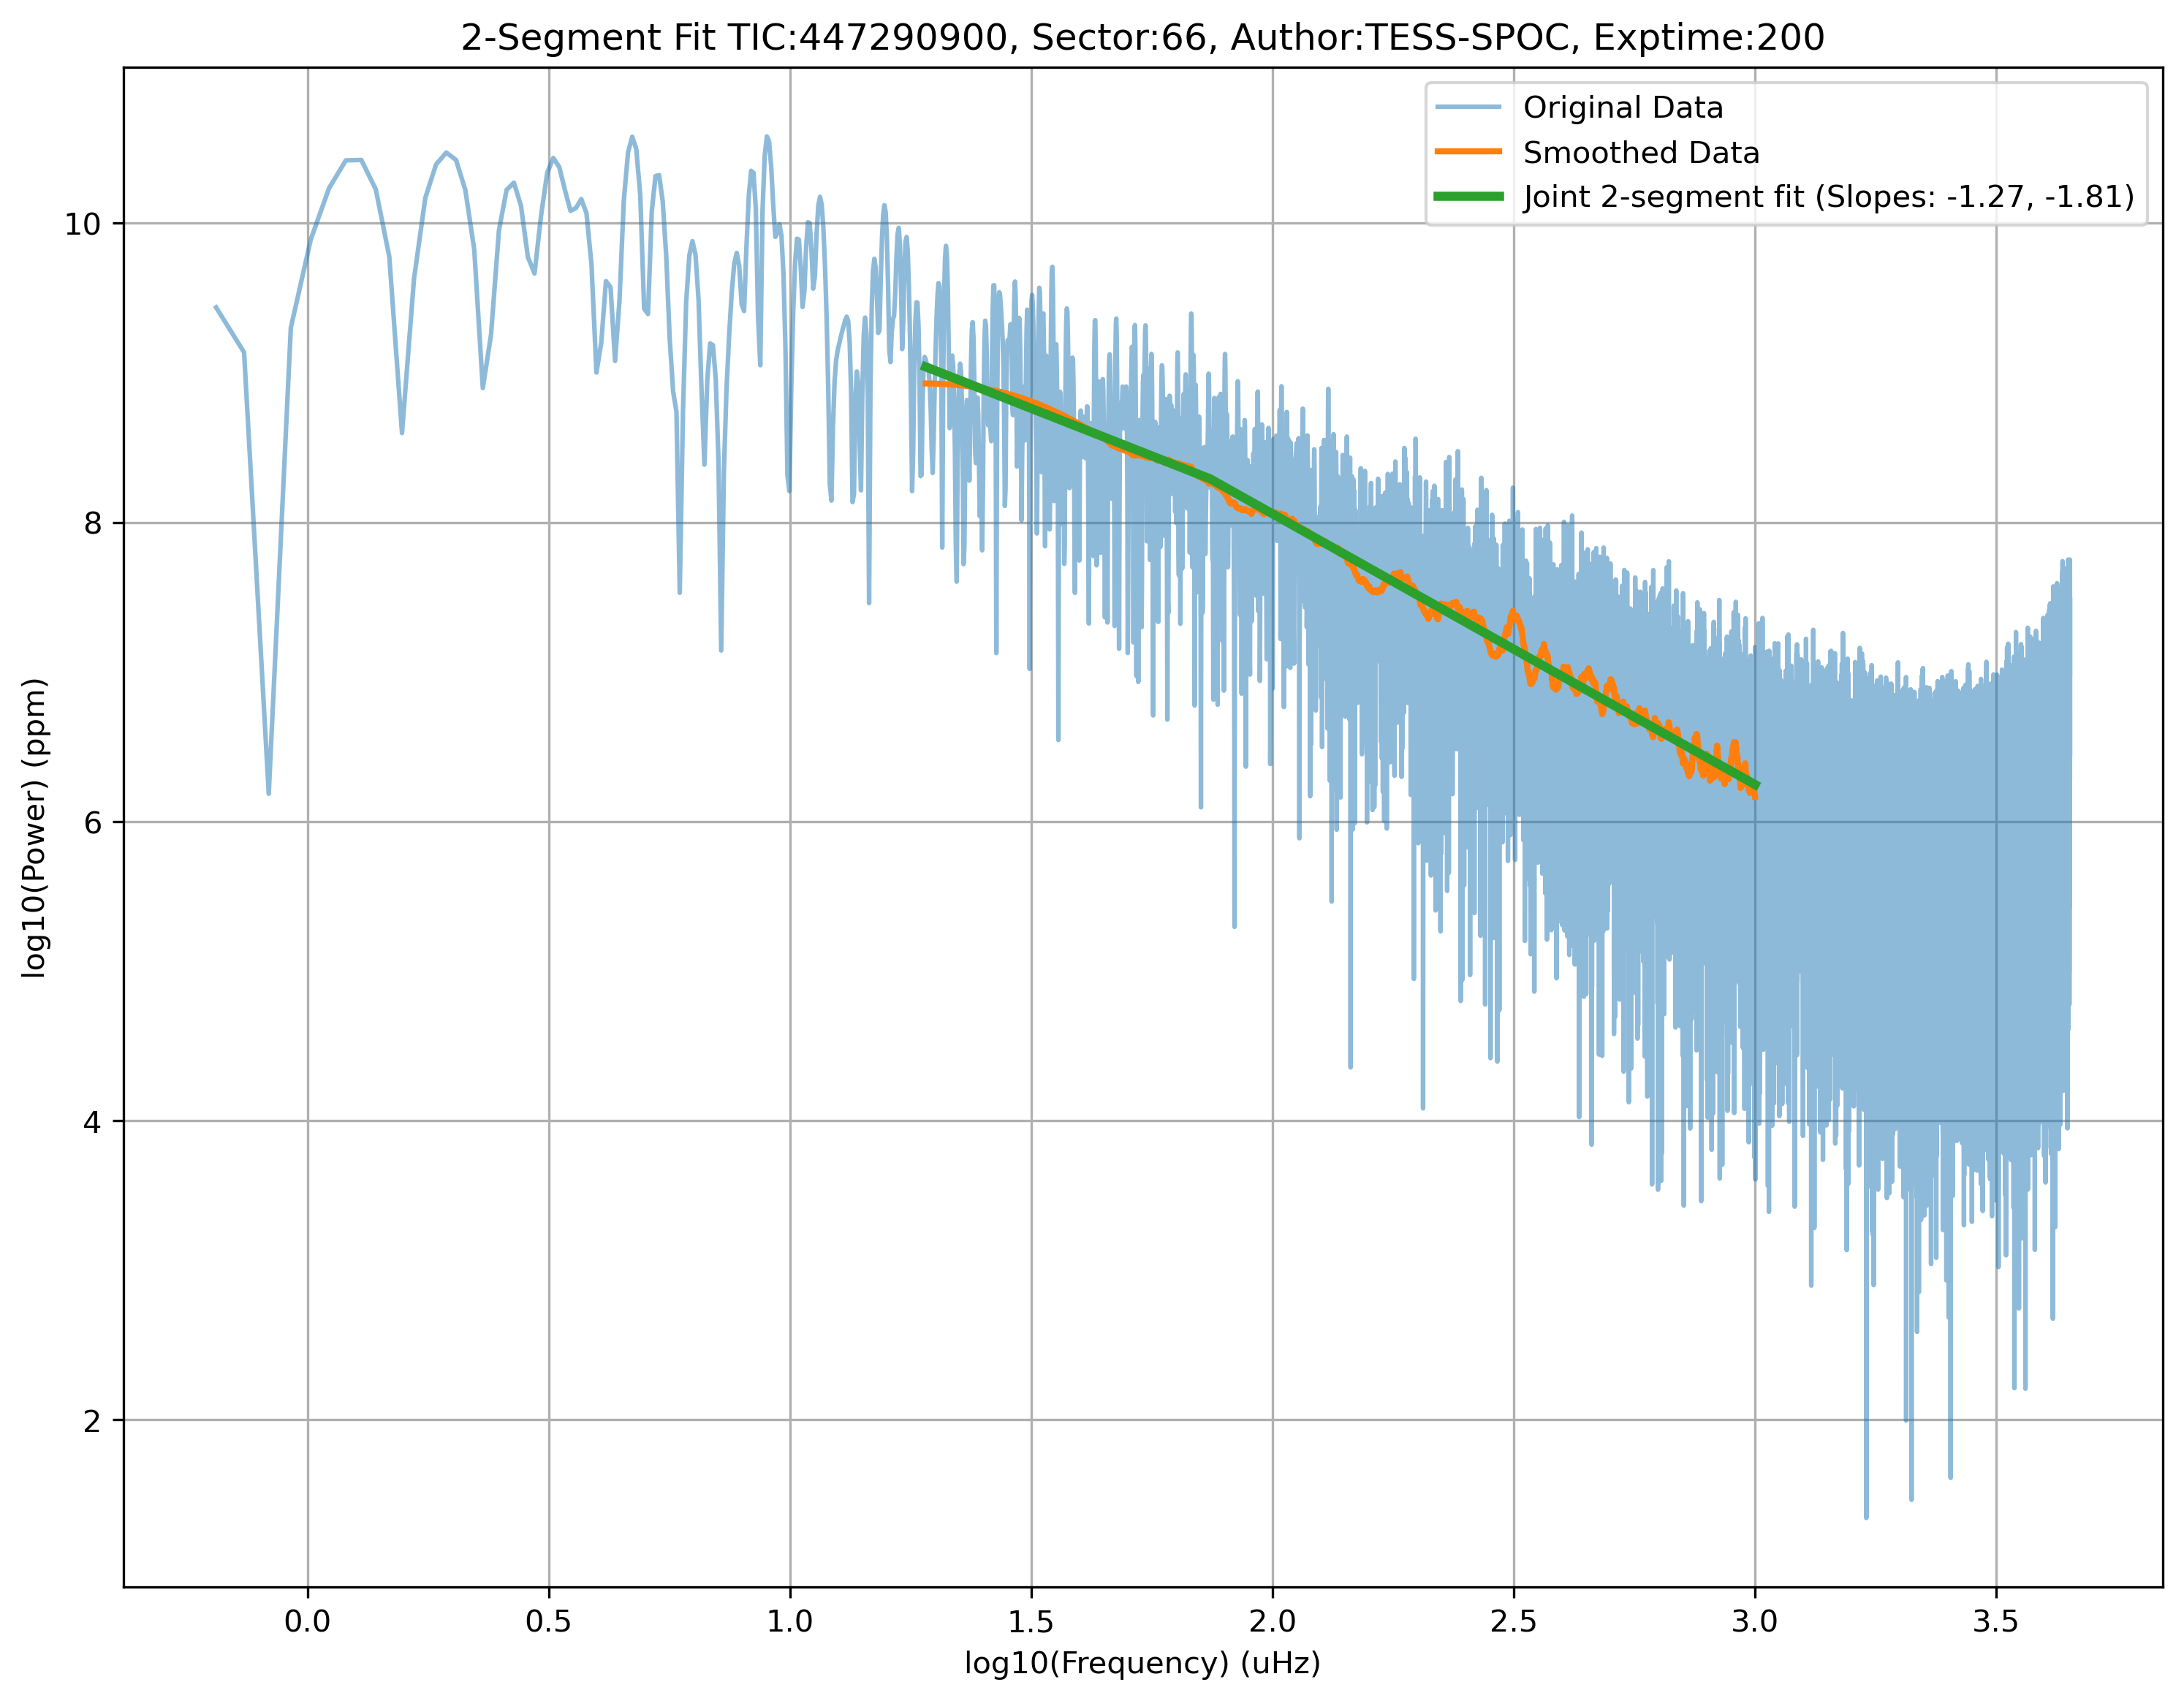 2-Segment Fit TIC:447290900, Sector:66, Author:TESS-SPOC, Exptime:200
Original Data
Smoothed Data
Joint 2-segment fit (Slopes: -1.27, -1.81)
log10(Power) (ppm)
10
8
6
4
2
0.0 0.5 1.0 1.5 2.0 2.5 3.0 3.5
log10(Frequency) (uHz)